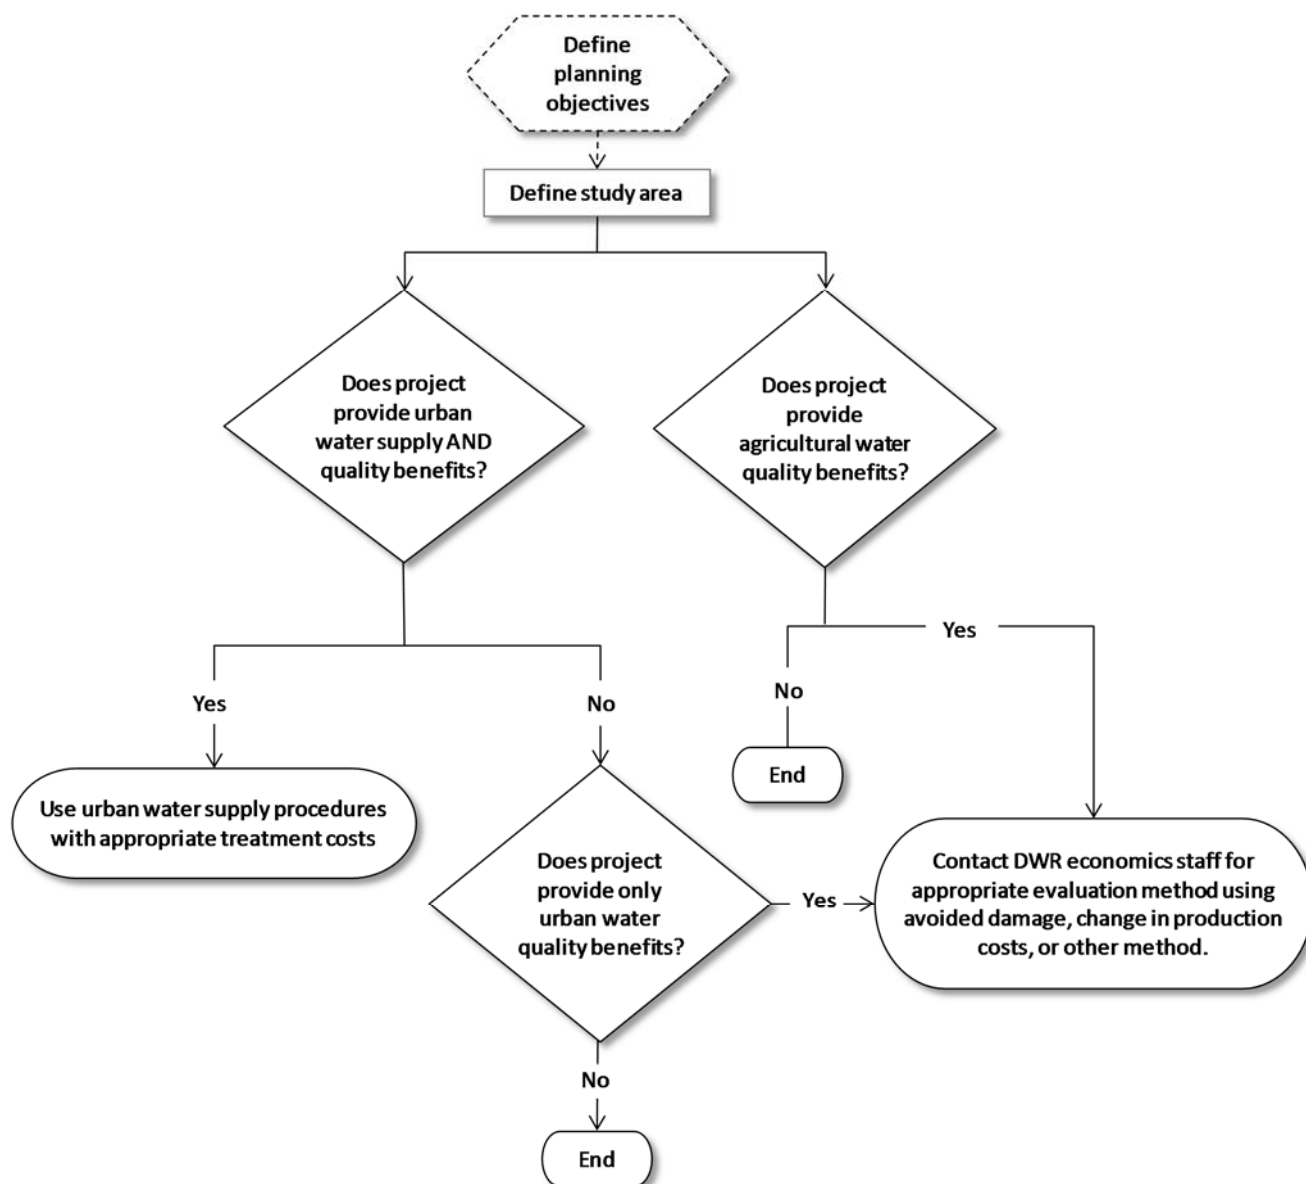 Define
planning
objectives
Define study area
Does project
provide urban
water supply AND
quality benefits?
Does project
provide
agricultural water
quality benefits?
Yes
No
No
Yes
End
Use urban water supply procedures
with appropriate treatment costs
Does project
provide only
urban water
quality benefits?
Yes
Contact DWR economics staff for
appropriate evaluation method using
avoided damage, change in production
costs, or other method.
No
End